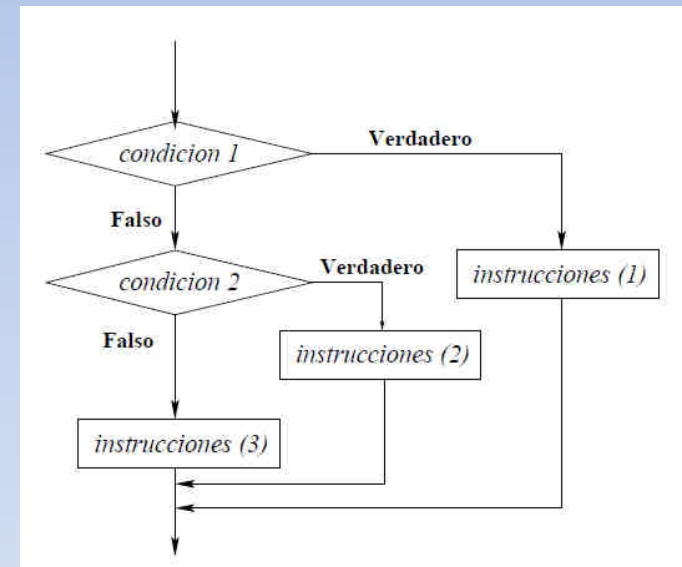 condicion 1
Verdadero
Falso
condicion 2
Verdadero
instrucciones (1)
Falso
instrucciones (2)
instrucciones (3)